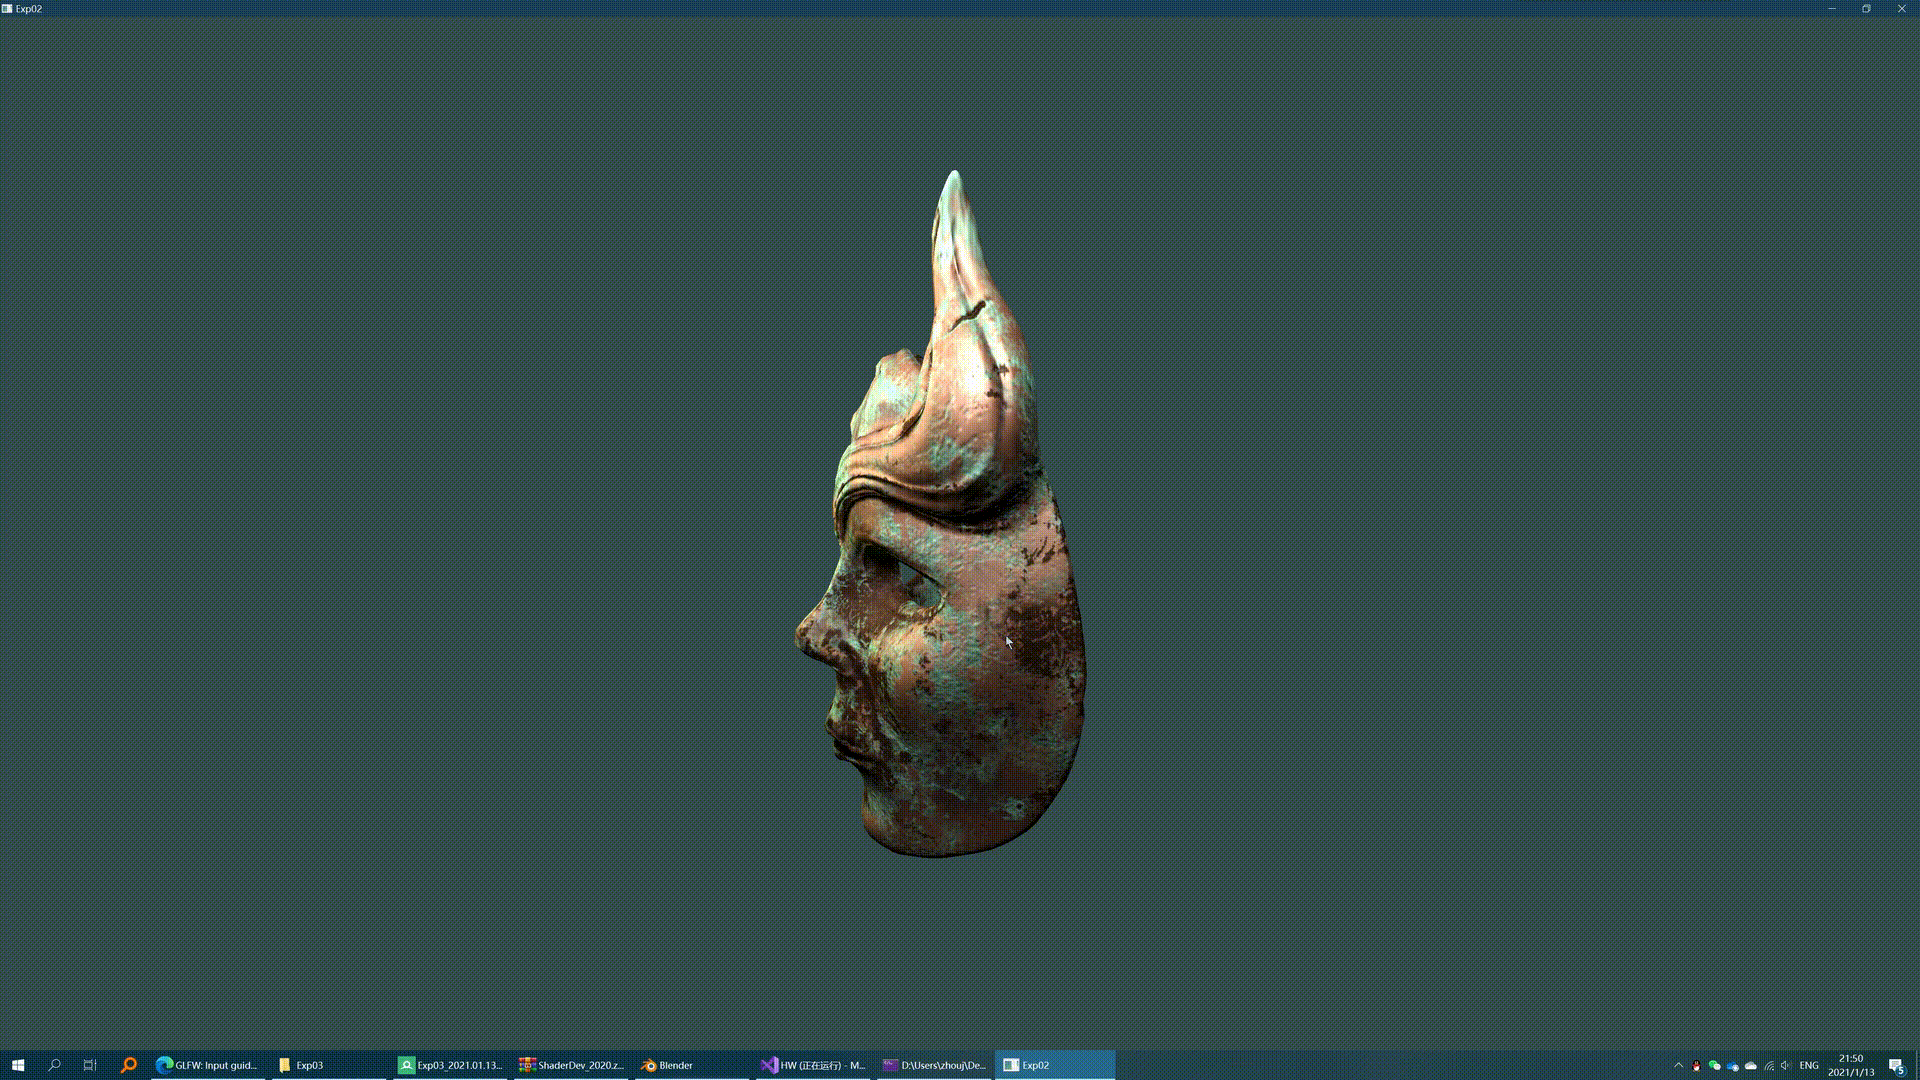 Exp02
GLFW: Input guid...
Exp03
Exp03_2021.01.13...
ShaderDev_2020.z...
Blender
HW (正在运行) - M...
D:\Users\zhouj\De...
Exp02
ENG
21:50
2021/1/13
5